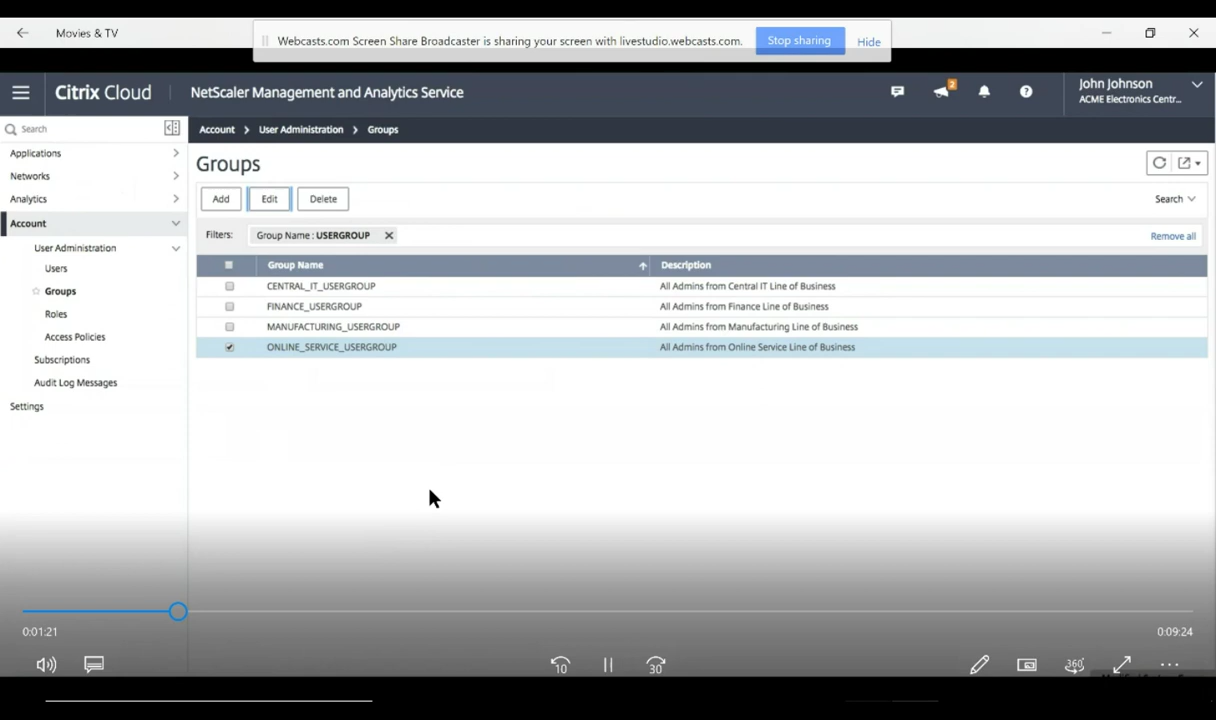 Movies & TV
Webcasts.com Screen Share Broadcaster is sharing your screen with livestudio.webcasts.com. Stop sharing Hide
Citrix Cloud NetScaler Management and Analytics Service 2 John Johnson
ACME Electronics Centr...
Search Account > User Administration > Groups
Applications
Networks
Analytics
Account
User Administration
Users
Groups
Roles
Access Policies
Subscriptions
Audit Log Messages
Settings
Groups
Add Edit Delete Search
Filters: Group Name : USERGROUP Remove all
Group Name Description
CENTRAL_IT_USERGROUP All Admins from Central IT Line of Business
FINANCE_USERGROUP All Admins from Finance Line of Business
MANUFACTURING_USERGROUP All Admins from Manufacturing Line of Business
ONLINE_SERVICE_USERGROUP All Admins from Online Service Line of Business
0:01:21 0:09:24
10 30 360